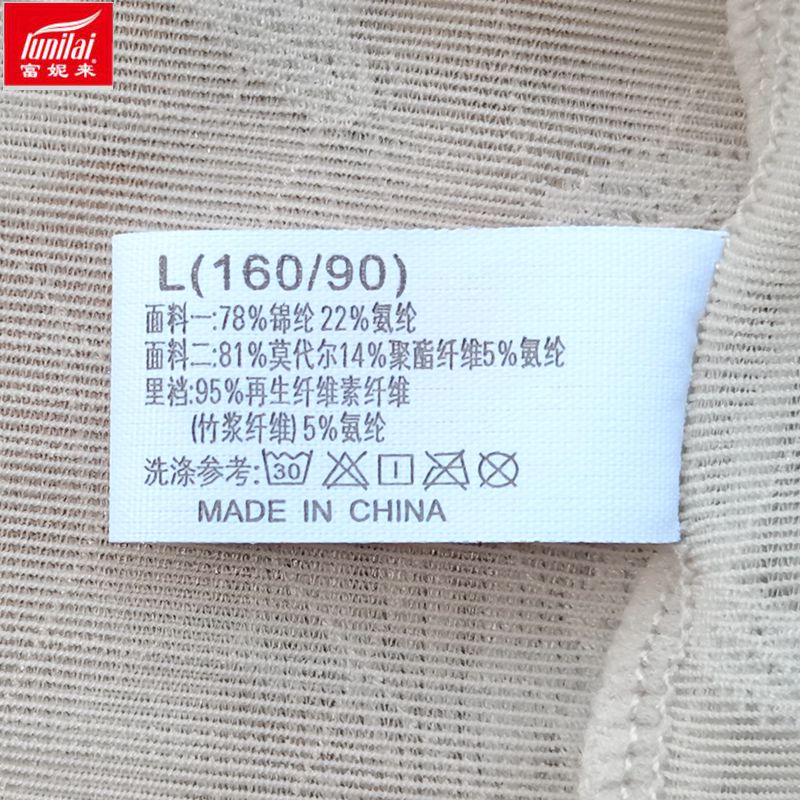 funilai
富妮来
L(160/90)
面料一:78%锦纶 22%氨纶
面料二:81%莫代尔14%聚酯纤维5%氨纶
里裆:95%再生纤维素纤维
(竹浆纤维)5%氨纶
洗涤参考: 30
MADE IN CHINA